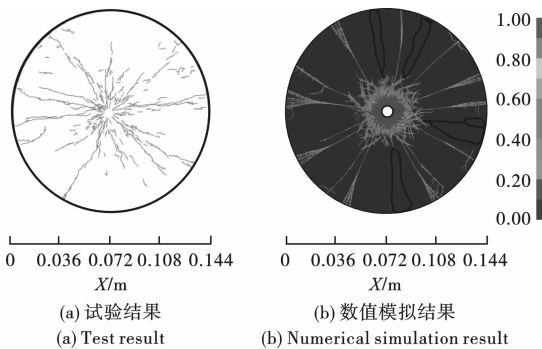 1.00
0.80
0.60
0.40
0.20
0.00
0 0.036 0.072 0.108 0.144
X/m
(a) 试验结果
(a) Test result
0 0.036 0.072 0.108 0.144
X/m
(b) 数值模拟结果
(b) Numerical simulation result